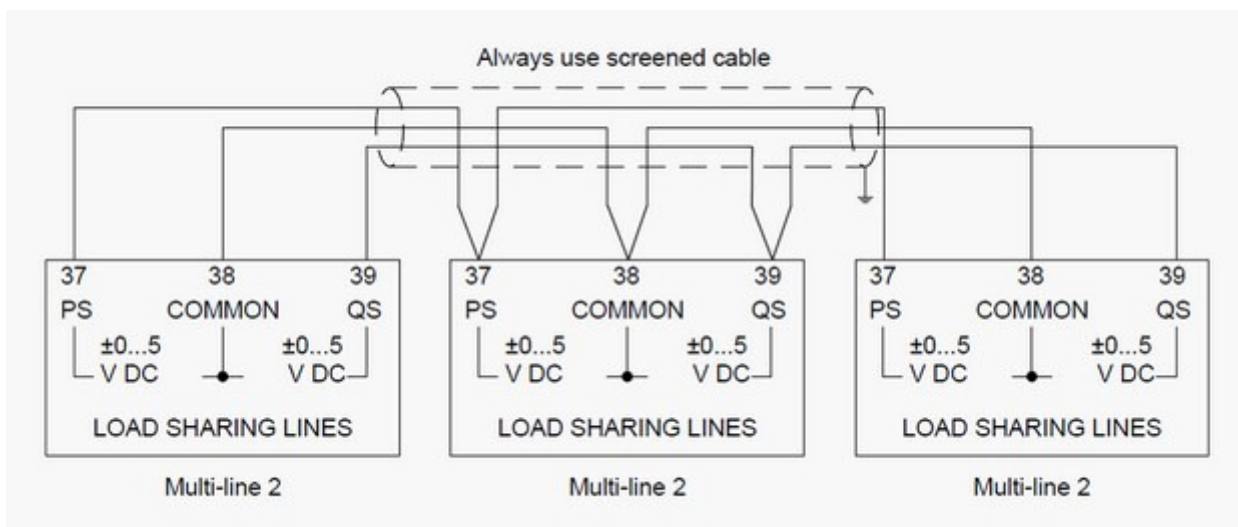 Always use screened cable
37 38 39 37 38 39 37 38 39
PS COMMON QS PS COMMON QS PS COMMON QS
±0...5 ±0...5 ±0...5 ±0...5 ±0...5 ±0...5
V DC V DC V DC V DC V DC V DC
LOAD SHARING LINES LOAD SHARING LINES LOAD SHARING LINES
Multi-line 2 Multi-line 2 Multi-line 2